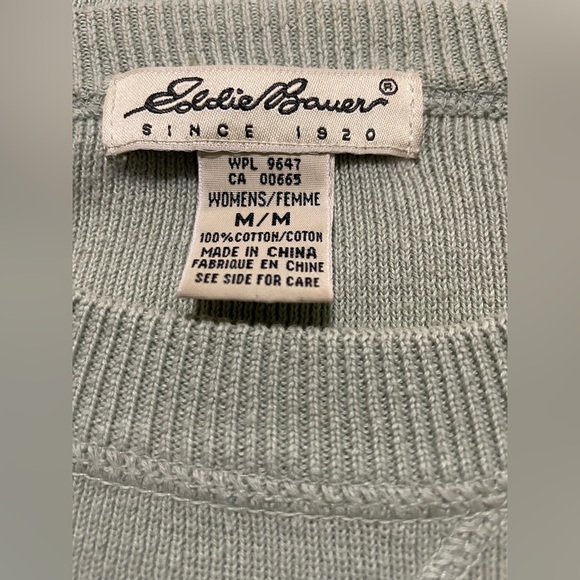 Eddie Bauer®
SINCE 1920
WPL 9647
CA 00665
WOMENS/FEMME
M/M
100%COTTON/COTON
MADE IN CHINA
FABRIQUE EN CHINE
SEE SIDE FOR CARE